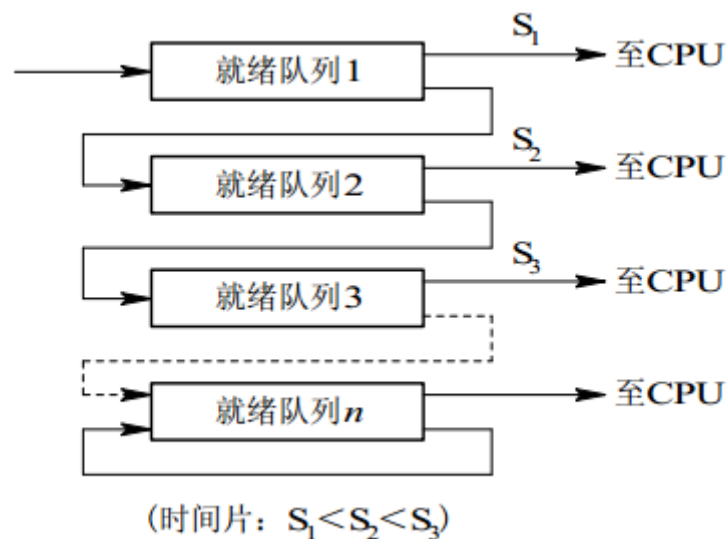 就绪队列1
S₁
至CPU
就绪队列2
S₂
至CPU
就绪队列3
S₃
至CPU
就绪队列n
至CPU
(时间片：S₁＜S₂＜S₃)